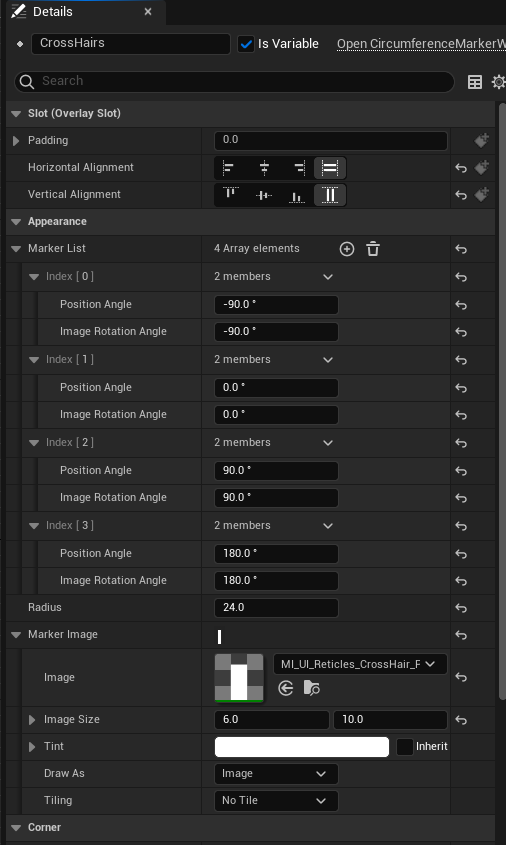 Details
CrossHairs Is Variable Open CircumferenceMarkerW
Search
Slot (Overlay Slot)
Padding 0.0
Horizontal Alignment
Vertical Alignment
Appearance
Marker List 4 Array elements
Index [ 0 ] 2 members
Position Angle -90.0 °
Image Rotation Angle -90.0 °
Index [ 1 ] 2 members
Position Angle 0.0 °
Image Rotation Angle 0.0 °
Index [ 2 ] 2 members
Position Angle 90.0 °
Image Rotation Angle 90.0 °
Index [ 3 ] 2 members
Position Angle 180.0 °
Image Rotation Angle 180.0 °
Radius 24.0
Marker Image
Image MI_UI_Reticles_CrossHair_F
Image Size 6.0 10.0
Tint Inherit
Draw As Image
Tiling No Tile
Corner